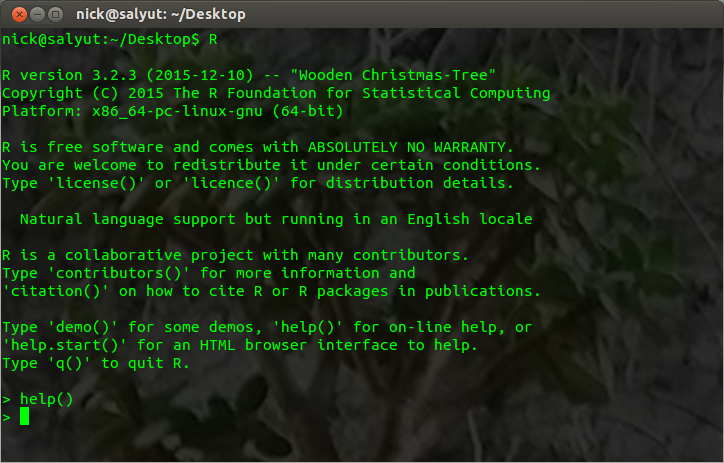 nick@salyut: ~/Desktop
nick@salyut:~/Desktop$ R
R version 3.2.3 (2015-12-10) -- "Wooden Christmas-Tree"
Copyright (C) 2015 The R Foundation for Statistical Computing
Platform: x86_64-pc-linux-gnu (64-bit)
R is free software and comes with ABSOLUTELY NO WARRANTY.
You are welcome to redistribute it under certain conditions.
Type 'license()' or 'licence()' for distribution details.
Natural language support but running in an English locale
R is a collaborative project with many contributors.
Type 'contributors()' for more information and
'citation()' on how to cite R or R packages in publications.
Type 'demo()' for some demos, 'help()' for on-line help, or
'help.start()' for an HTML browser interface to help.
Type 'q()' to quit R.
> help()
>